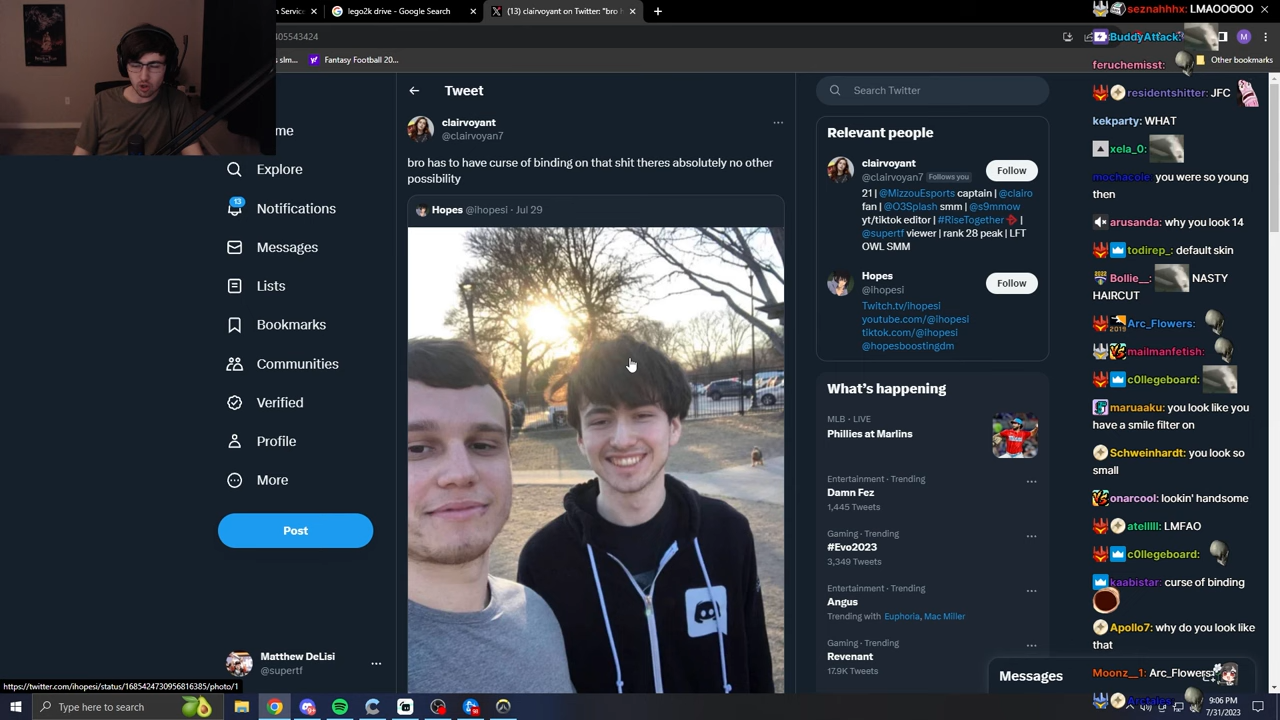 lego2k drive - Google Search
(13) clairvoyant on Twitter: "bro h
405543424
Fantasy Football 20...
Other bookmarks
Explore
13
Notifications
Messages
Lists
Bookmarks
Communities
Verified
Profile
More
Post
Matthew DeLisi
@supertf
https://twitter.com/ihopesi/status/1685424730956816385/photo/1
Tweet
clairvoyant
@clairvoyan7
bro has to have curse of binding on that shit theres absolutely no other
possibility
Hopes @ihopesi · Jul 29
Search Twitter
Relevant people
clairvoyant
@clairvoyan7 Follows you
Follow
21 | @MizzouEsports captain | @clairo
fan | @O3Splash smm | @s9mmow
yt/tiktok editor | #RiseTogether |
@supertf viewer | rank 28 peak | LFT
OWL SMM
Hopes
@ihopesi
Follow
Twitch.tv/ihopesi
youtube.com/@ihopesi
tiktok.com/@ihopesi
@hopesboostingdm
What's happening
MLB · LIVE
Phillies at Marlins
Entertainment · Trending
Damn Fez
1,445 Tweets
Gaming · Trending
#Evo2023
3,349 Tweets
Entertainment · Trending
Angus
Trending with Euphoria, Mac Miller
Gaming · Trending
Revenant
17.9K Tweets
Messages
seznahhhx: LMAOOOOO
BuddyAttack:
feruchemisst:
residentshitter: JFC
kekparty: WHAT
xela_0:
mochacole: you were so young
then
arusanda: why you look 14
todirep_: default skin
Bollie__: NASTY
HAIRCUT
Arc_Flowers:
mailmanfetish:
c0llegeboard:
maruaaku: you look like you
have a smile filter on
Schweinhardt: you look so
small
onarcool: lookin' handsome
atelllll: LMFAO
c0llegeboard:
kaabistar: curse of binding
Apollo7: why do you look like
that
Moonz__1: Arc_Flowers:
Type here to search
9:06 PM
7/31/2023